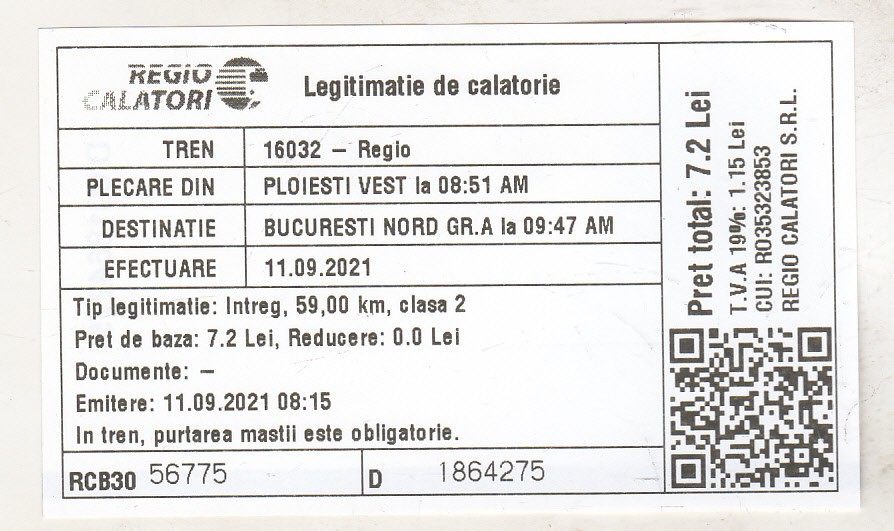 REGIO
CALATORI
Legitimatie de calatorie
TREN 16032 – Regio
PLECARE DIN PLOIESTI VEST la 08:51 AM
DESTINATIE BUCURESTI NORD GR.A la 09:47 AM
EFECTUARE 11.09.2021
Tip legitimatie: Intreg, 59,00 km, clasa 2
Pret de baza: 7.2 Lei, Reducere: 0.0 Lei
Documente: –
Emitere: 11.09.2021 08:15
In tren, purtarea mastii este obligatorie.
RCB30 56775 D 1864275
Pret total: 7.2 Lei
T.V.A 19%: 1.15 Lei
CUI: RO35323853
REGIO CALATORI S.R.L.